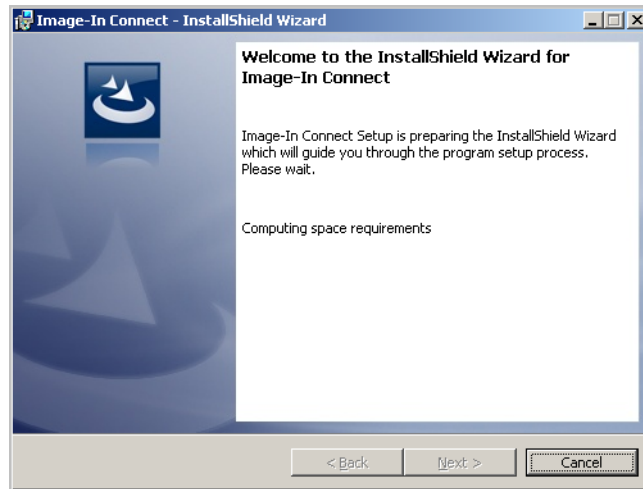 Image-In Connect - InstallShield Wizard
Welcome to the InstallShield Wizard for
Image-In Connect
Image-In Connect Setup is preparing the InstallShield Wizard
which will guide you through the program setup process.
Please wait.
Computing space requirements
< Back
Next >
Cancel